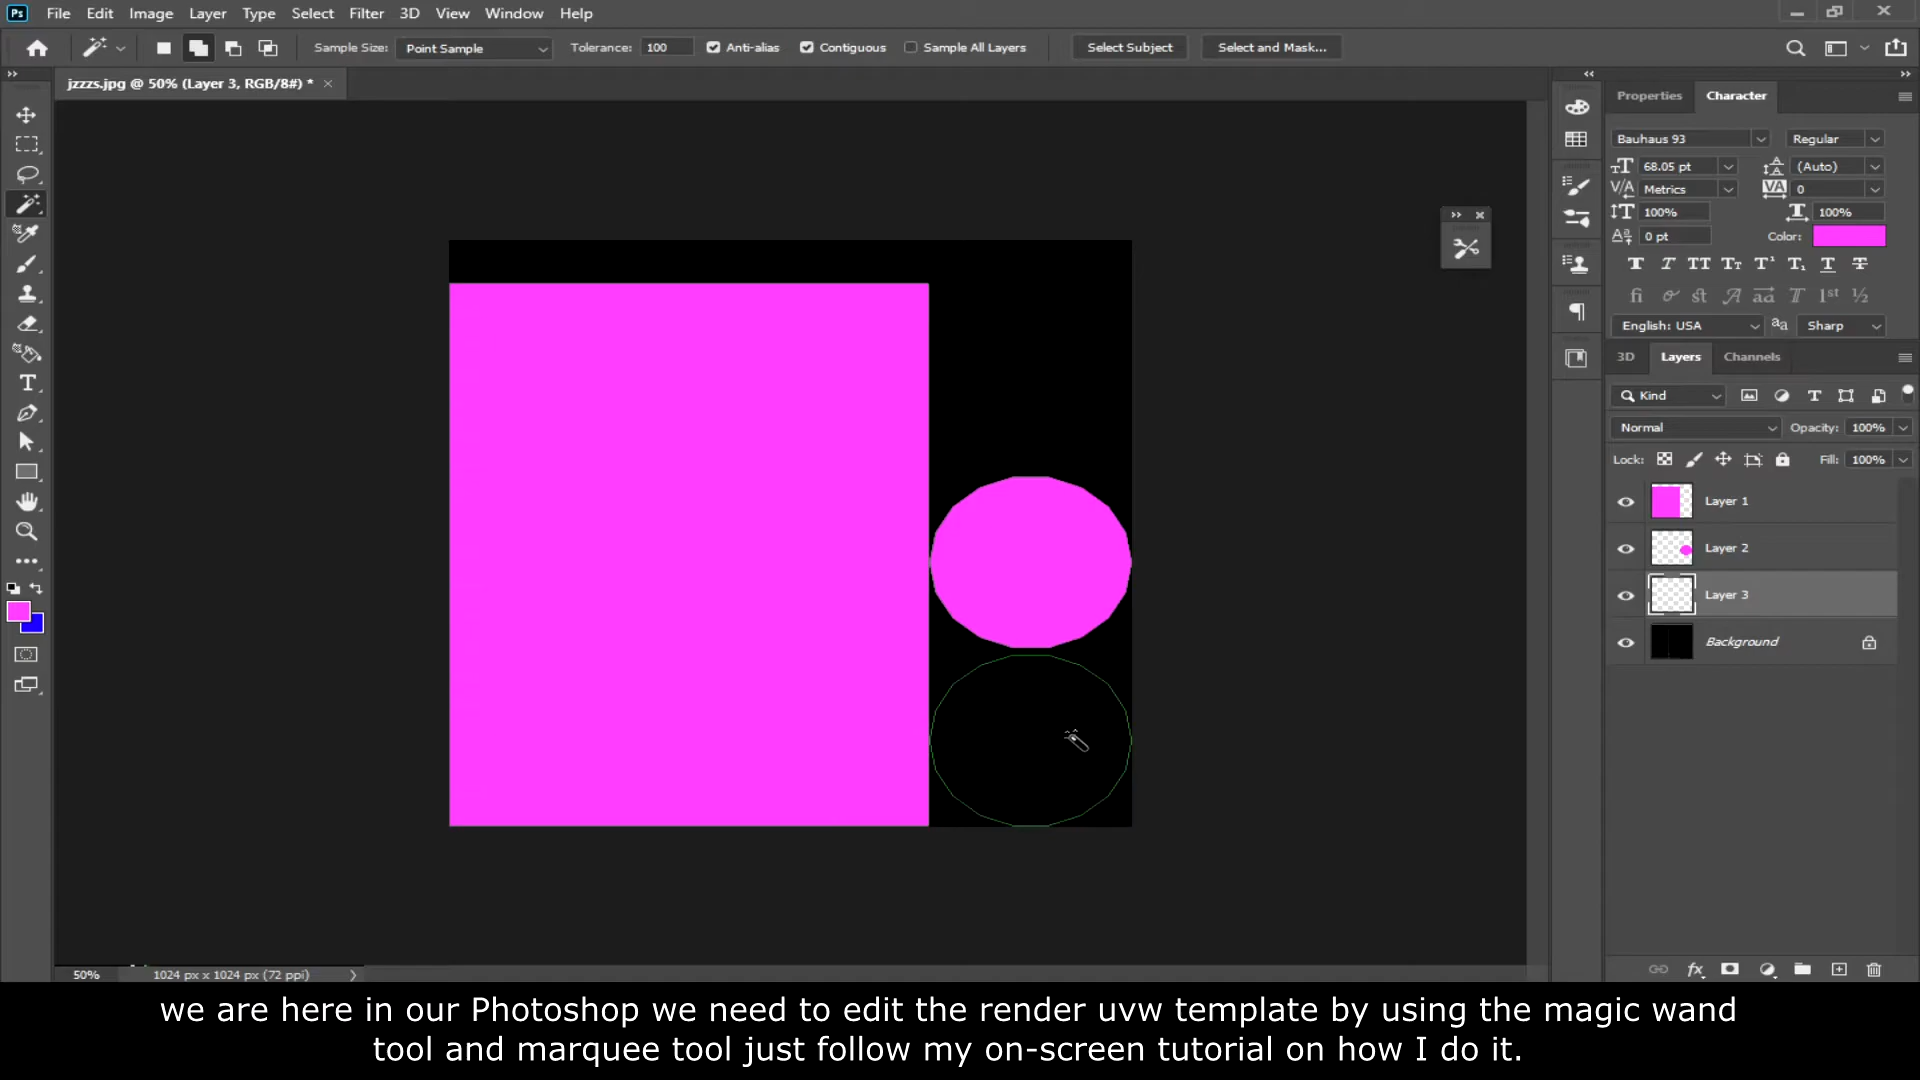 Ps File Edit Image Layer Type Select Filter 3D View Window Help
Sample Size: Point Sample Tolerance: 100 Anti-alias Contiguous Sample All Layers Select Subject Select and Mask...
jzzzs.jpg @ 50% (Layer 3, RGB/8#) *
Properties Character
Bauhaus 93 Regular
68.05 pt (Auto)
Metrics 0
100% 100%
0 pt Color:
English: USA Sharp
3D Layers Channels
Kind
Normal Opacity: 100%
Lock: Fill: 100%
Layer 1
Layer 2
Layer 3
Background
50% 1024 px x 1024 px (72 ppi)
we are here in our Photoshop we need to edit the render uvw template by using the magic wand
tool and marquee tool just follow my on-screen tutorial on how I do it.